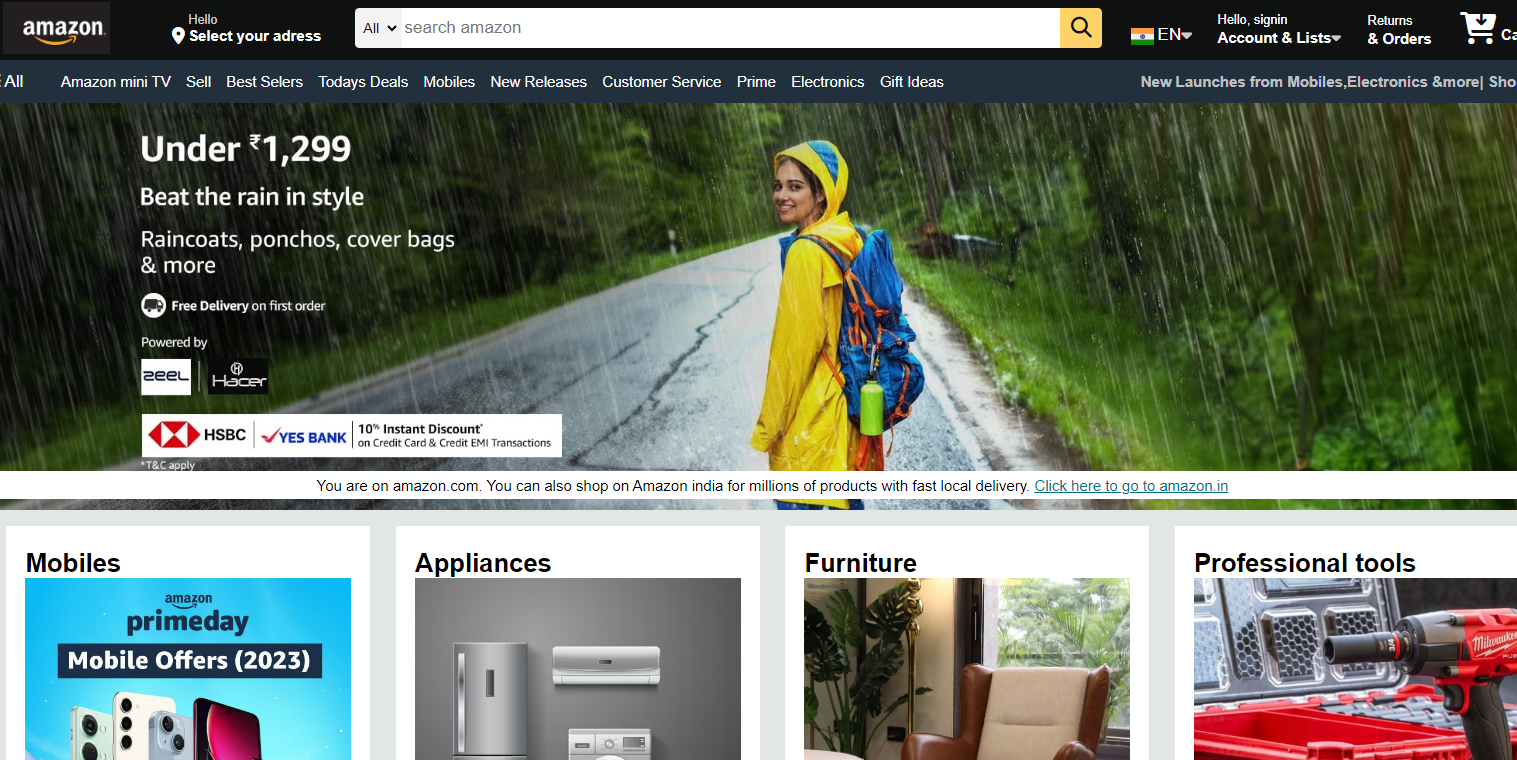 amazon
Hello
Select your adress
All
search amazon
EN
Hello, signin
Account & Lists
Returns
& Orders
Ca
All
Amazon mini TV
Sell
Best Selers
Todays Deals
Mobiles
New Releases
Customer Service
Prime
Electronics
Gift Ideas
New Launches from Mobiles,Electronics &more| Sho
Under ₹1,299
Beat the rain in style
Raincoats, ponchos, cover bags
& more
Free Delivery on first order
Powered by
ZEEL
Hacer
HSBC
YES BANK
10% Instant Discount*
on Credit Card & Credit EMI Transactions
*T&C apply
You are on amazon.com. You can also shop on Amazon india for millions of products with fast local delivery. Click here to go to amazon.in
Mobiles
Appliances
Furniture
Professional tools
amazon
primeday
Mobile Offers (2023)
3/4
Milwaukee
FUE